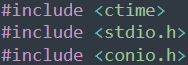 #include <ctime>
#include <stdio.h>
#include <conio.h>